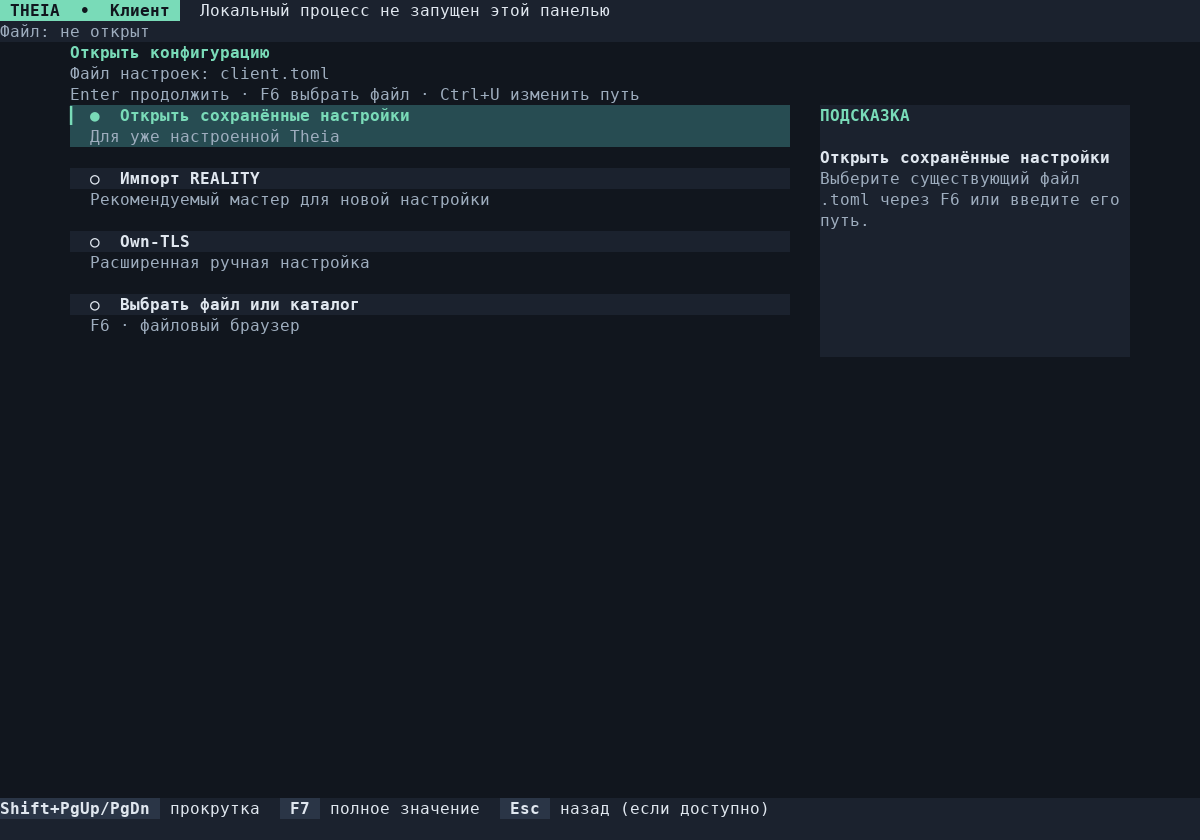 THEIA • Клиент Локальный процесс не запущен этой панелью
Файл: не открыт
Открыть конфигурацию
Файл настроек: client.toml
Enter продолжить · F6 выбрать файл · Ctrl+U изменить путь
● Открыть сохранённые настройки
Для уже настроенной Theia
○ Импорт REALITY
Рекомендуемый мастер для новой настройки
○ Own-TLS
Расширенная ручная настройка
○ Выбрать файл или каталог
F6 · файловый браузер
ПОДСКАЗКА
Открыть сохранённые настройки
Выберите существующий файл
.toml через F6 или введите его
путь.
Shift+PgUp/PgDn прокрутка F7 полное значение Esc назад (если доступно)